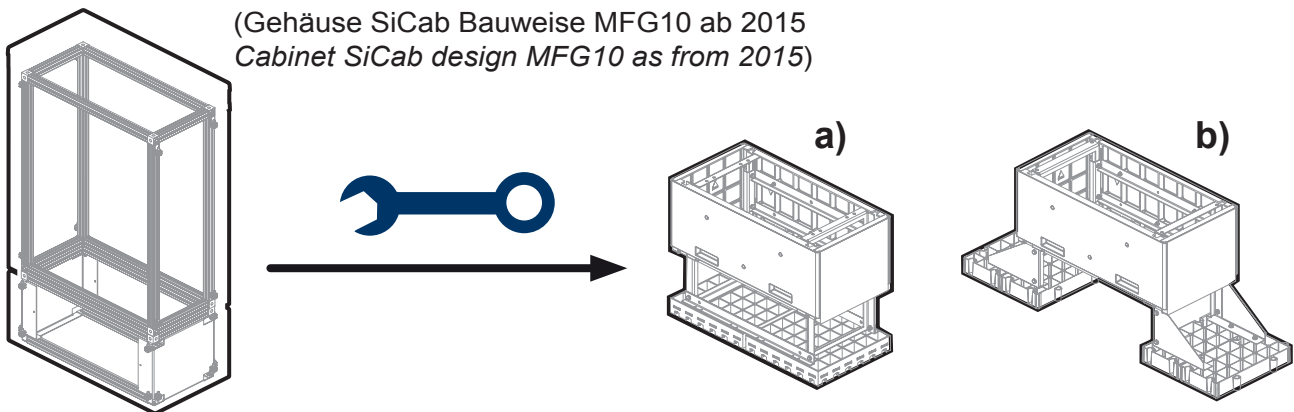 (Gehäuse SiCab Bauweise MFG10 ab 2015
Cabinet SiCab design MFG10 as from 2015)
a)
b)